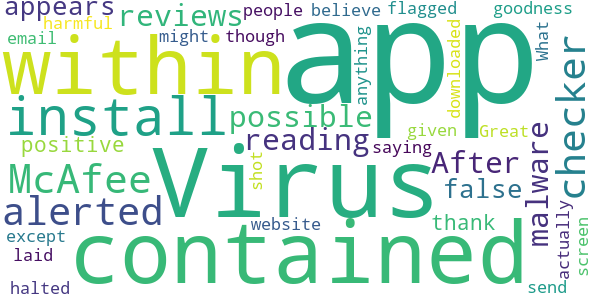 appears
reviews
people
believe
flagged
goodness
harmful
email
might
though
anything
downloaded
What
within
app
checker
install
possible
given
Great
positive
reading
saying
malware
McAfee
Virus
shot
After
false
actually
screen
alerted
contained
thank
except
website
laid
halted
send